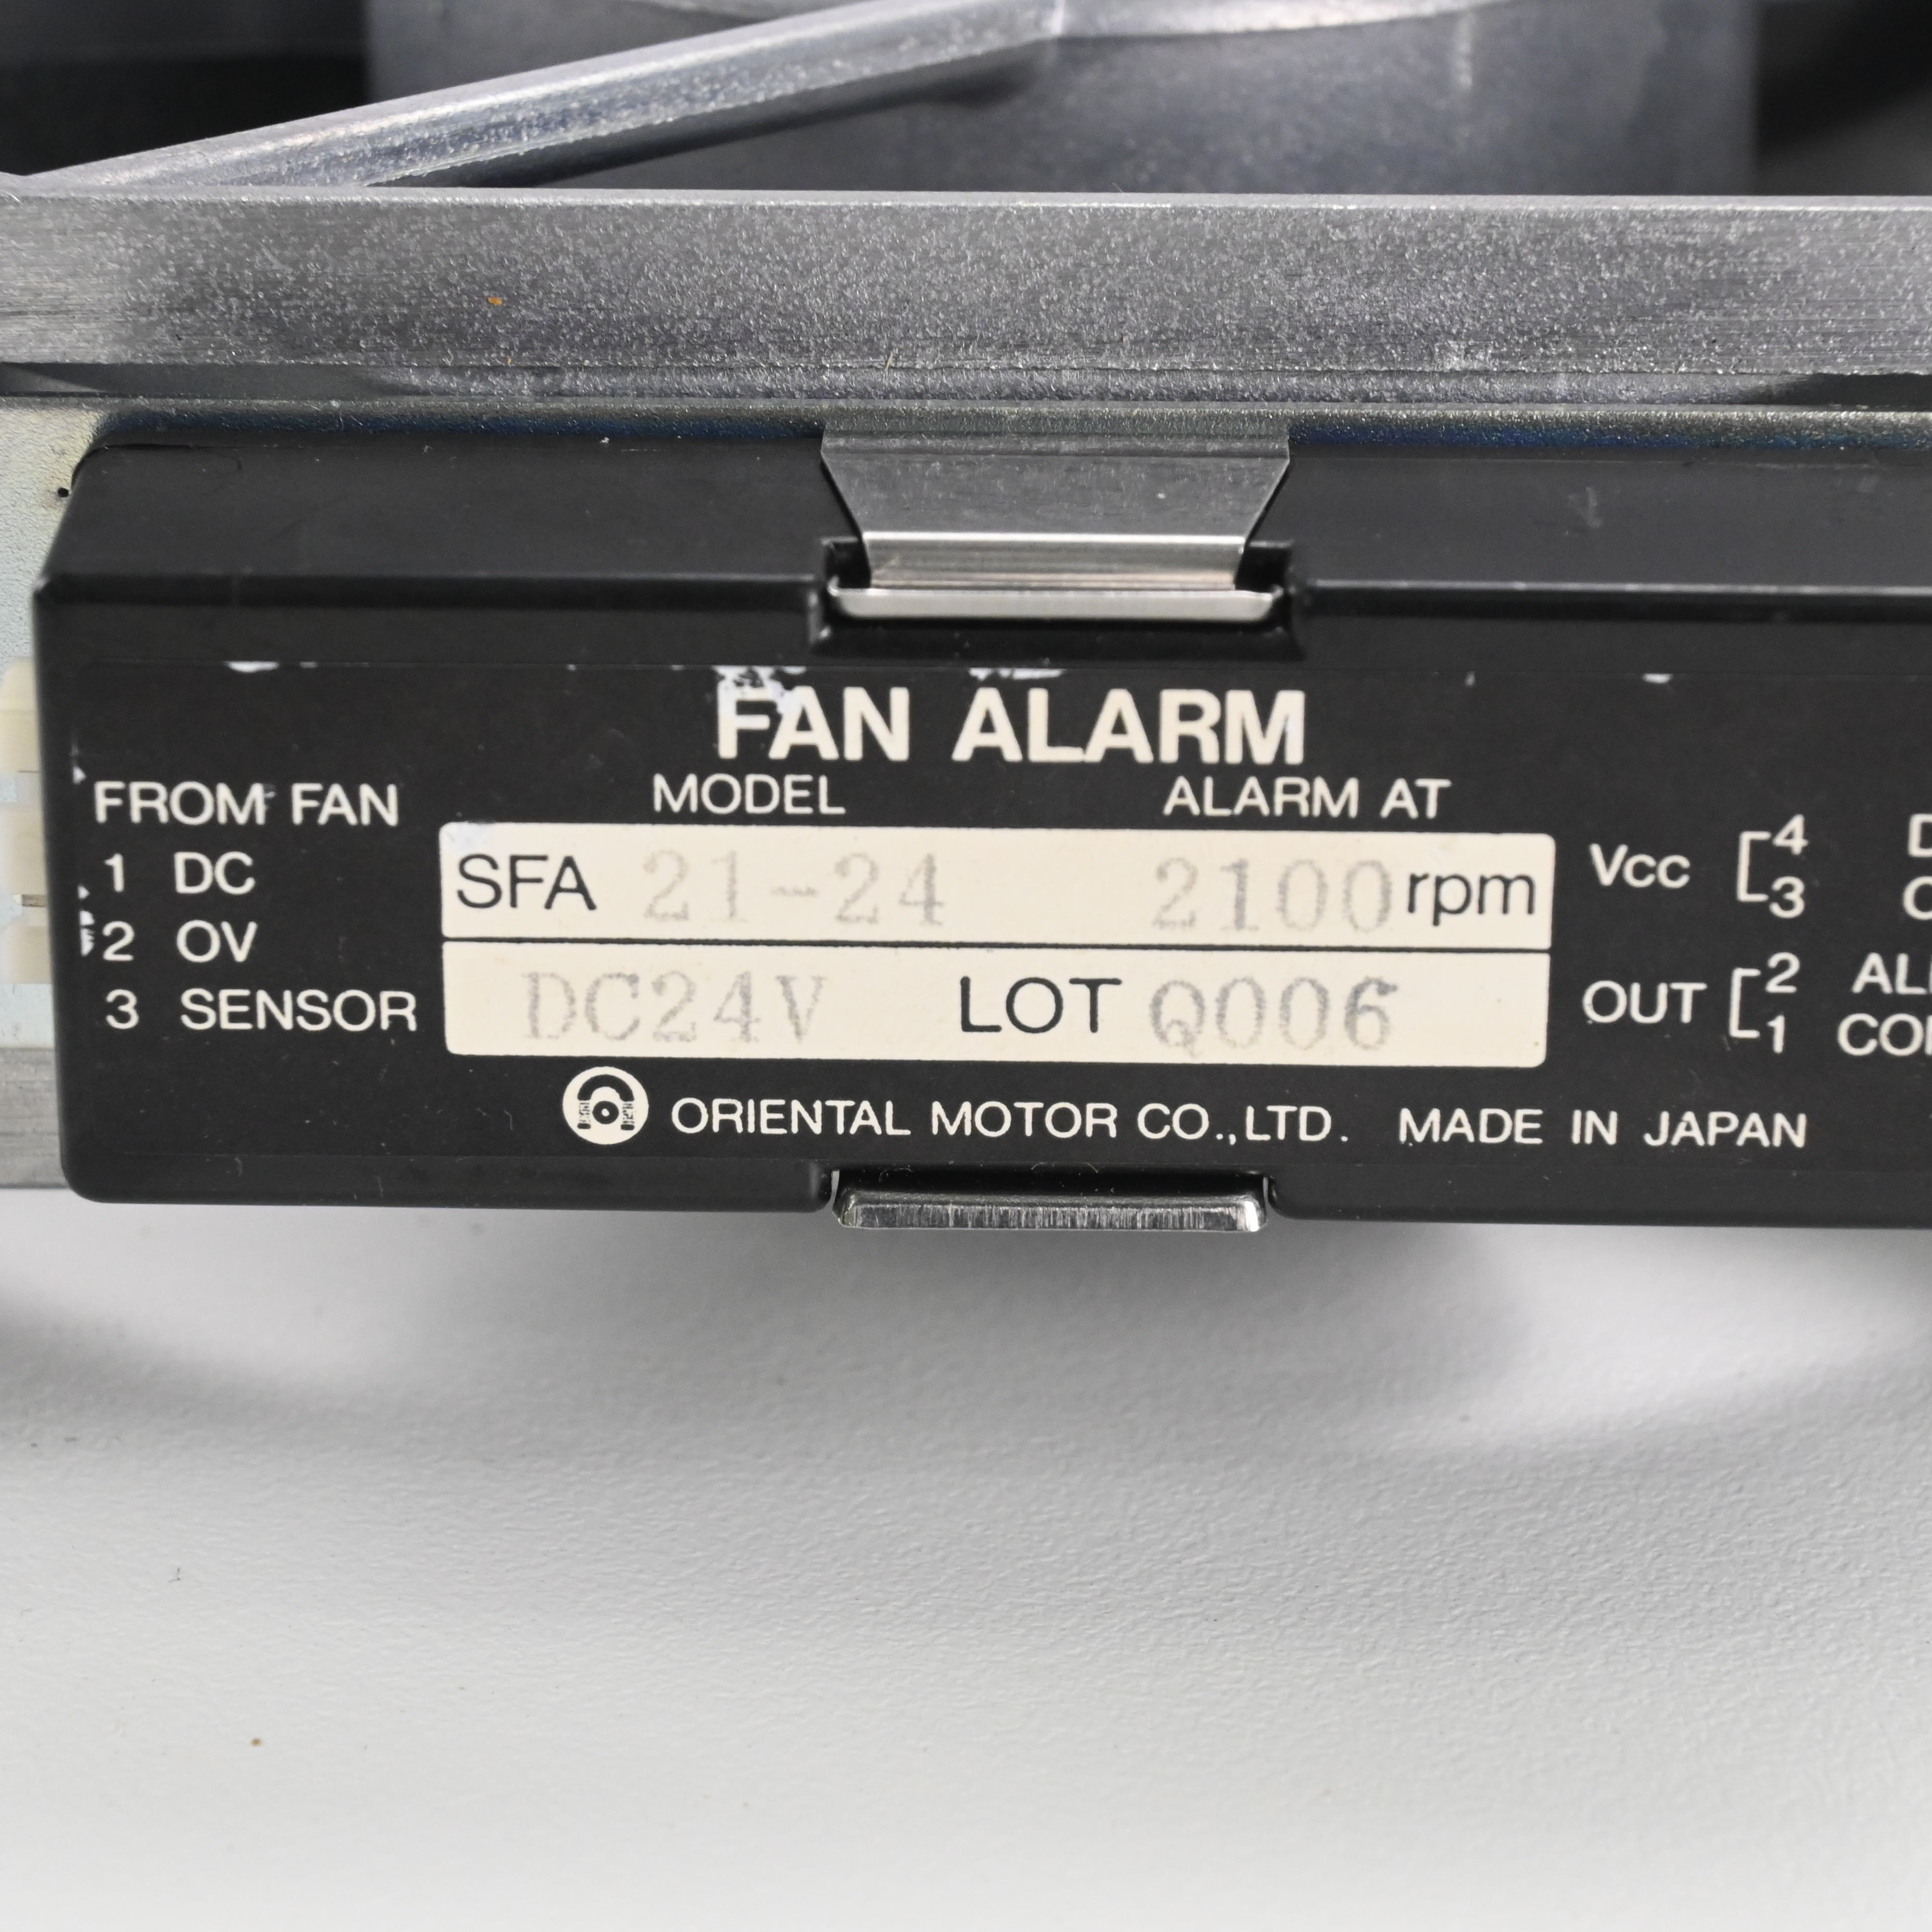 FAN ALARM
MODEL ALARM AT
FROM FAN
1 DC
2 OV
3 SENSOR
SFA 21-24 2100 rpm
DC24V LOT Q006
Vcc 4
3
OUT 2
1
ORIENTAL MOTOR CO.,LTD. MADE IN JAPAN